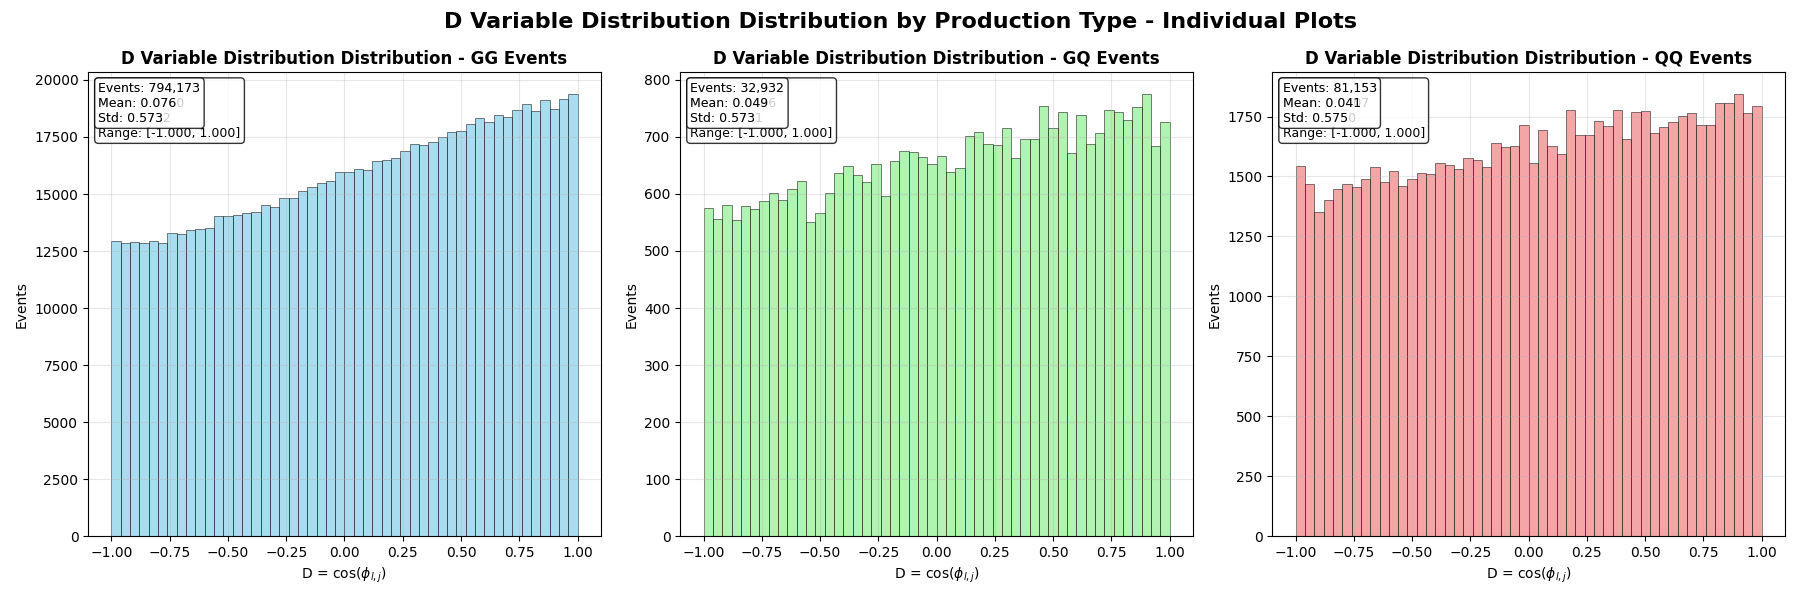 D Variable Distribution Distribution by Production Type - Individual Plots
D Variable Distribution Distribution - GG Events
Events: 794,173
Mean: 0.0760
Std: 0.5732
Range: [-1.000, 1.000]
20000
17500
15000
12500
10000
7500
5000
2500
0
Events
−1.00 −0.75 −0.50 −0.25 0.00 0.25 0.50 0.75 1.00
D = cos(ϕl,j)
D Variable Distribution Distribution - GQ Events
Events: 32,932
Mean: 0.0496
Std: 0.5731
Range: [-1.000, 1.000]
800
700
600
500
400
300
200
100
0
Events
−1.00 −0.75 −0.50 −0.25 0.00 0.25 0.50 0.75 1.00
D = cos(ϕl,j)
D Variable Distribution Distribution - QQ Events
Events: 81,153
Mean: 0.041
Std: 0.5750
Range: [-1.000, 1.000]
1750
1500
1250
1000
750
500
250
0
Events
−1.00 −0.75 −0.50 −0.25 0.00 0.25 0.50 0.75 1.00
D = cos(ϕl,j)